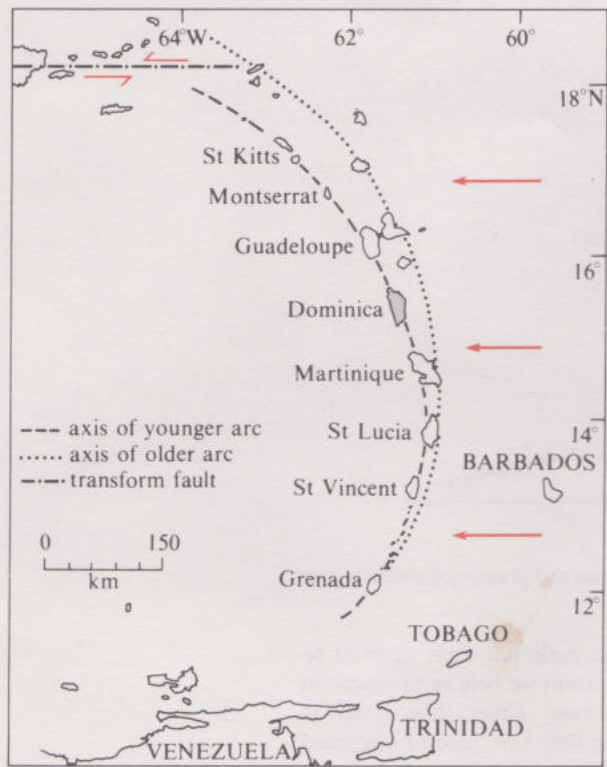 64°W 62° 60°
18°N
St Kitts
Montserrat
Guadeloupe
16°
Dominica
Martinique
14°
St Lucia
BARBADOS
St Vincent
Grenada
12°
TOBAGO
TRINIDAD
VENEZUELA
axis of younger arc
axis of older arc
transform fault
0 150
km